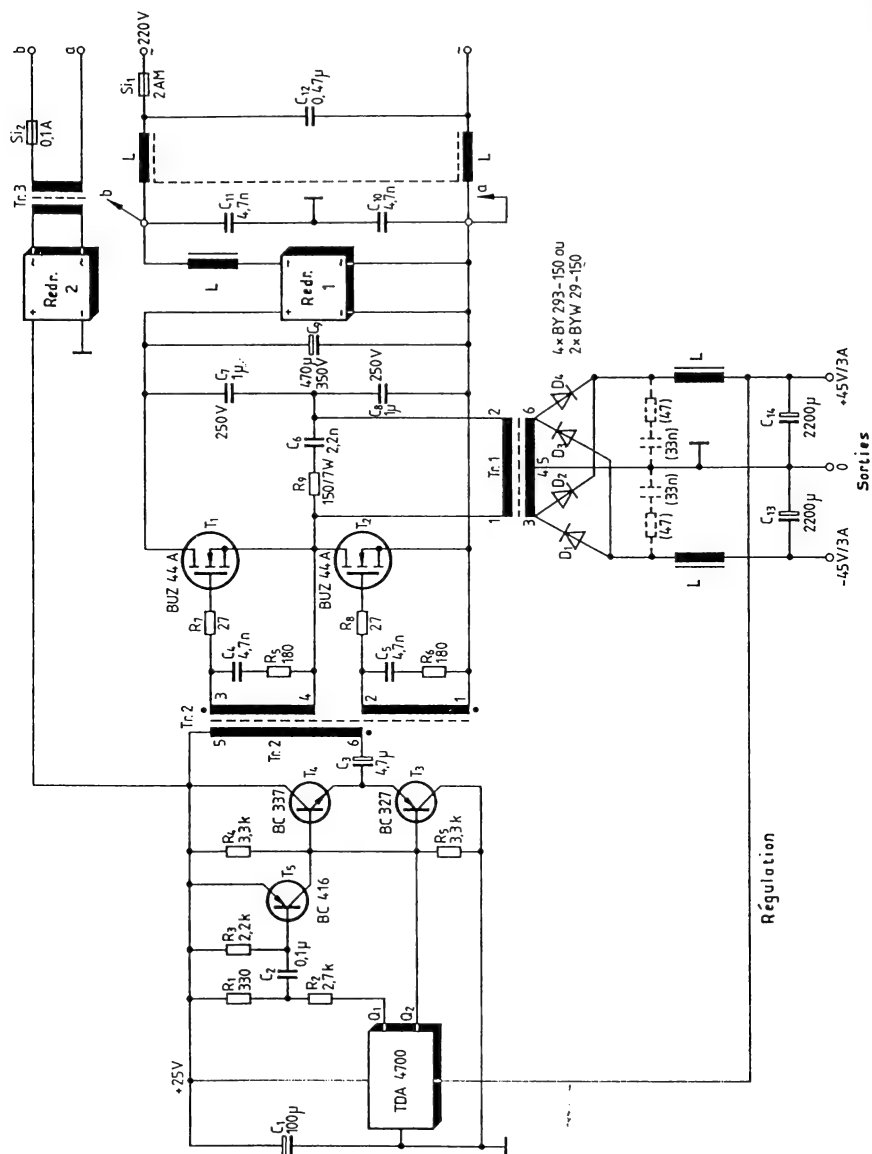 b
a
Si₂
0,1A
Tr.3
Redr.
2
+
~
-
~
220V
~
~
Si₁
2AM
C₁₂
0,47µ
L
L
b
a
C₁₁
4,7n
C₁₀
4,7n
L
Redr.
1
+
~
-
~
C₉
470µ
350V
C₇
1µ
250V
C₈
1µ
250V
C₆
2,2n
R₉
150/7W
T₁
BUZ 44 A
T₂
BUZ 44 A
R₇
27
R₈
27
C₄
4,7n
R₅
180
C₅
4,7n
R₆
180
Tr.2
3
4
2
1
Tr.2
5
6
C₃
4,7µ
T₄
BC 337
T₃
BC 327
R₄
3,3k
R₅
3,3k
T₅
BC 416
R₃
2,2k
R₁
330
C₂
0,1µ
R₂
2,7k
Q₁
Q₂
TDA 4700
+25V
C₁
100µ
Régulation
Tr.1
1
2
3
4,5
6
4 x BY 293-150 ou
2 x BYW 29-150
D₁
D₂
D₃
D₄
(47)
(33n)
(33n)
(47)
L
L
C₁₄
2200µ
C₁₃
2200µ
+45V/3A
0
-45V/3A
Sorties